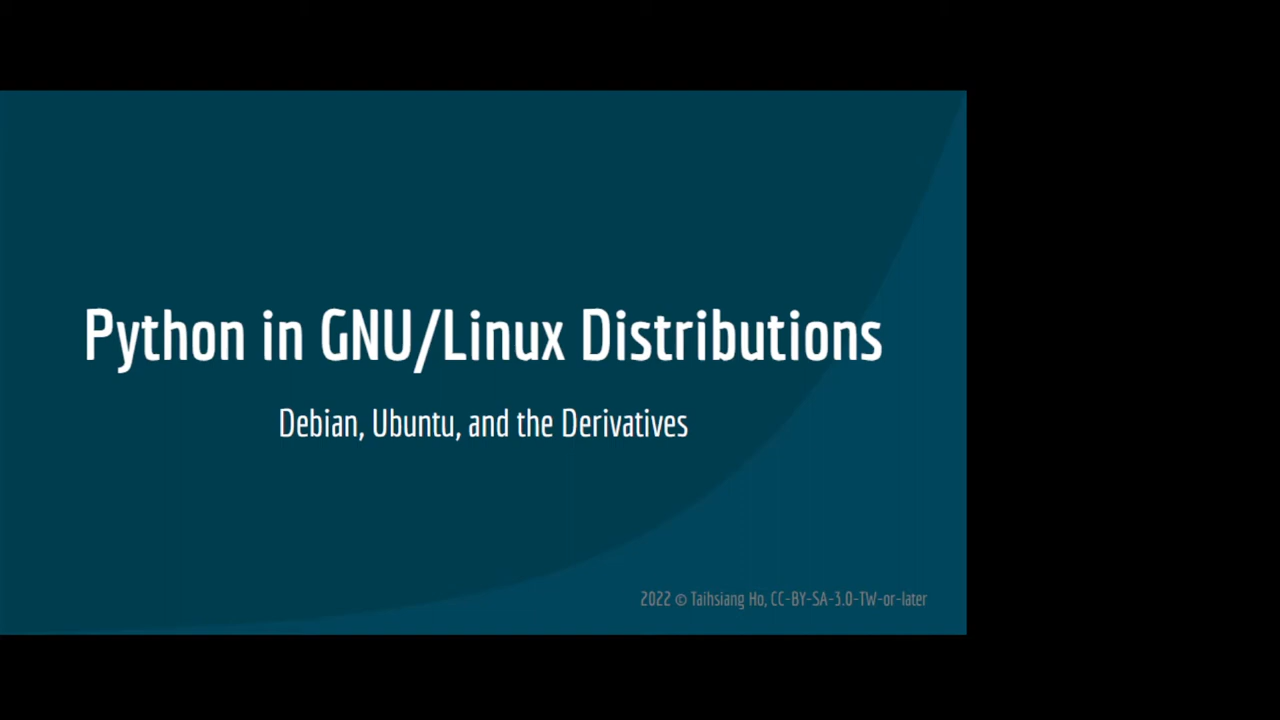 Python in GNU/Linux Distributions
Debian, Ubuntu, and the Derivatives
2022 © Taihsiang Ho, CC-BY-SA-3.0-TW-or-later